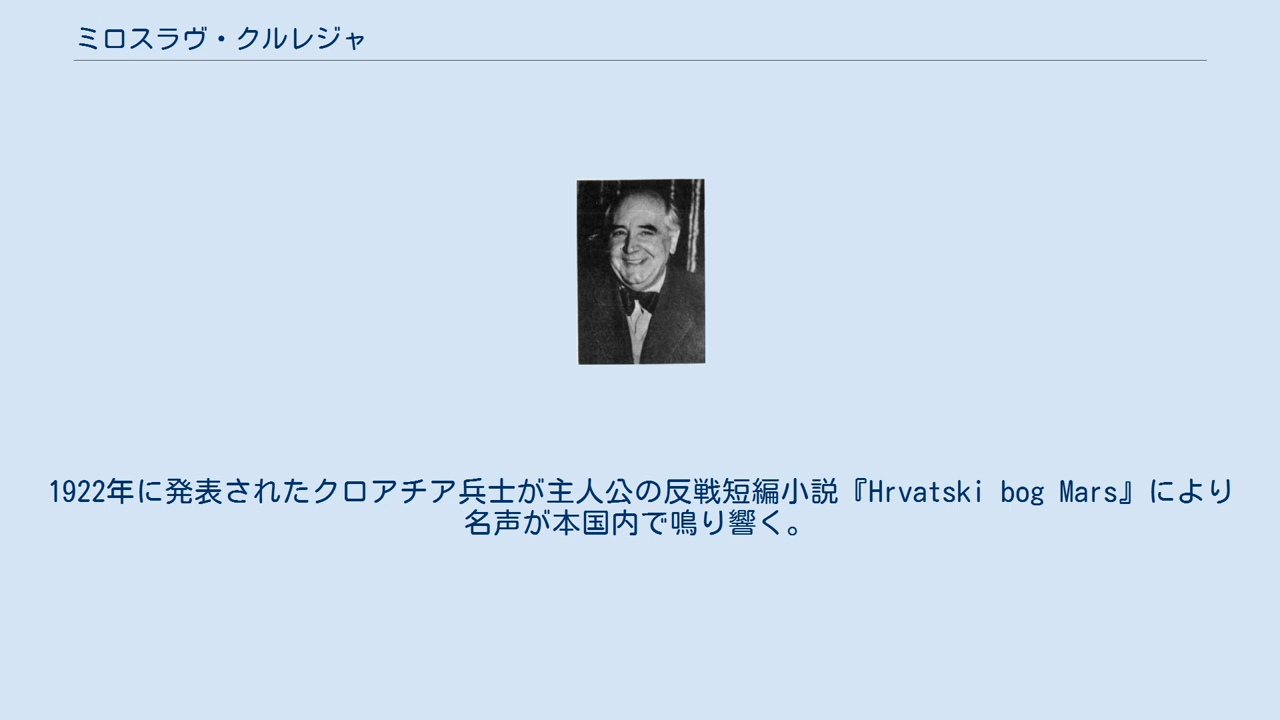 ミロスラヴ・クルレジャ
1922年に発表されたクロアチア兵士が主人公の反戦短編小説『Hrvatski bog Mars』により
名声が本国内で鳴り響く。